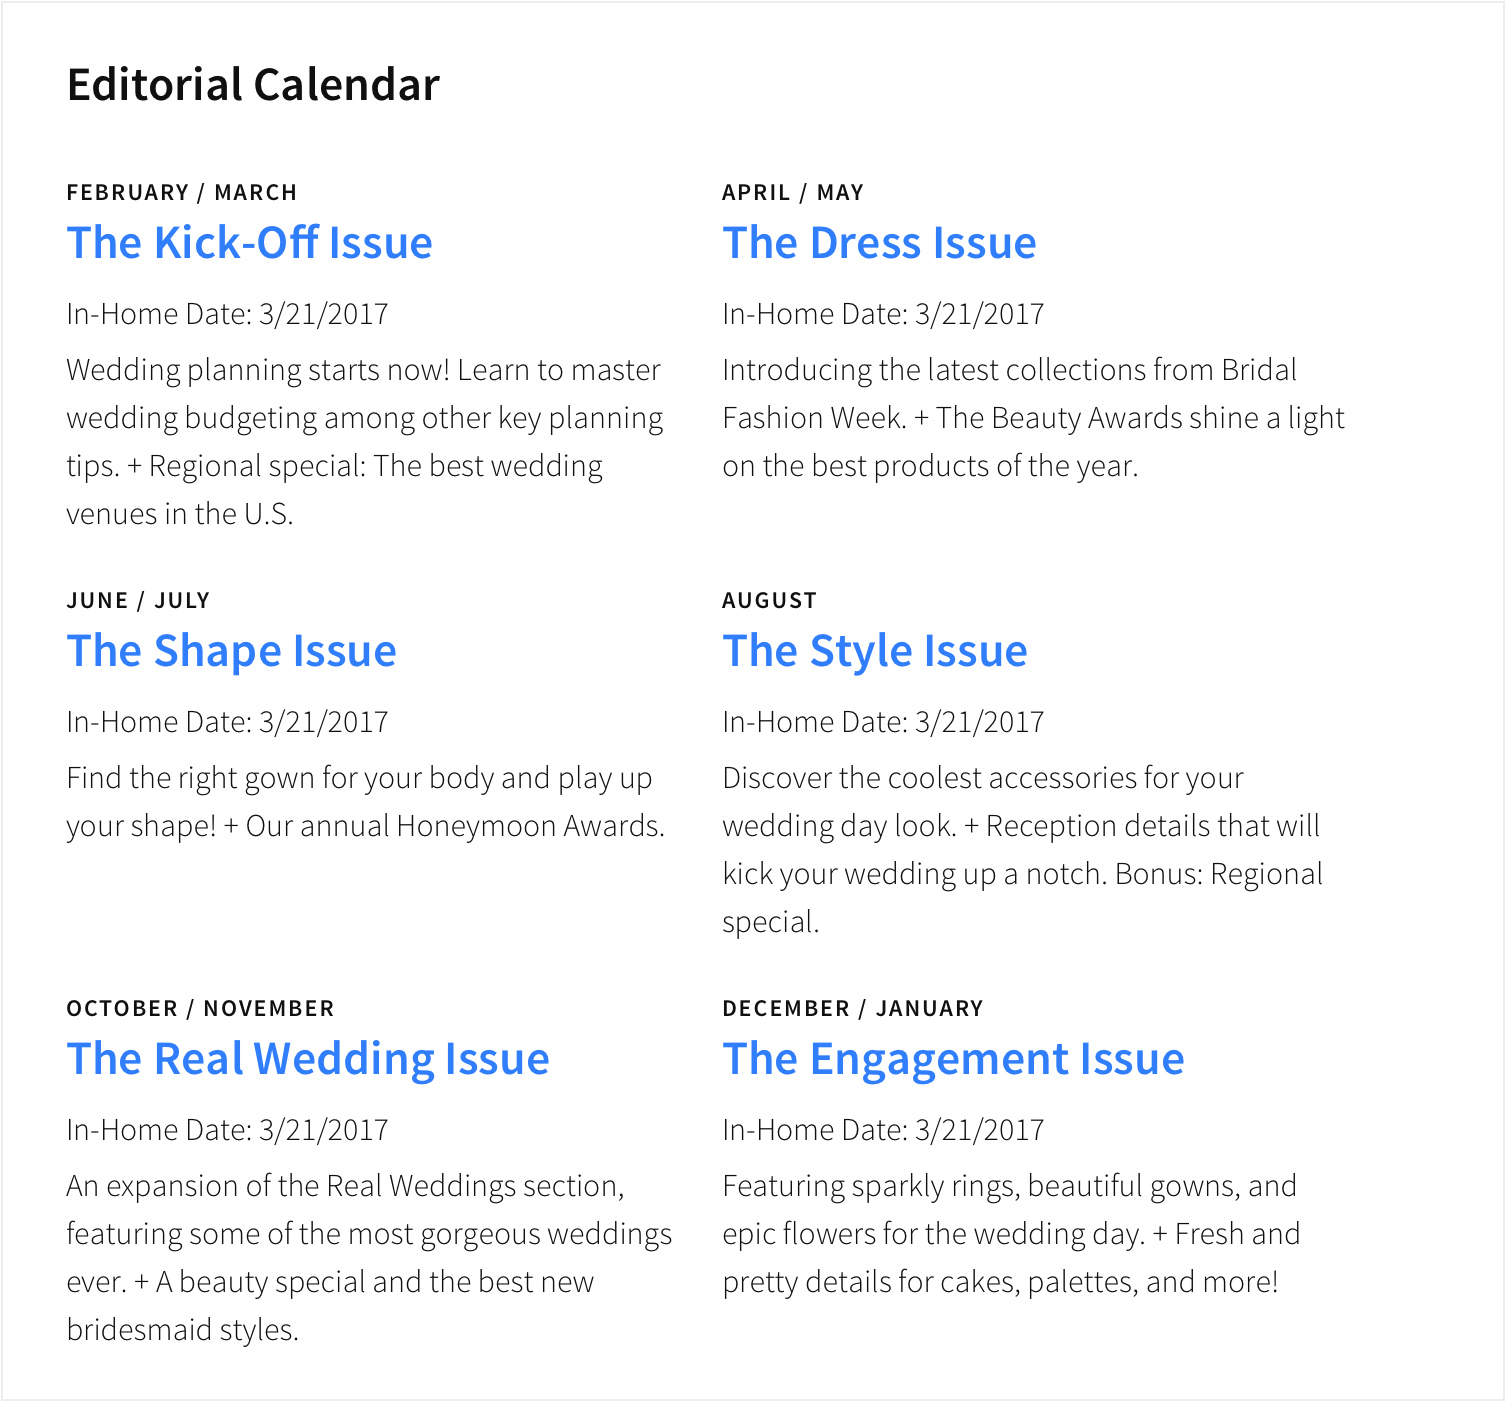 Editorial Calendar
FEBRUARY / MARCH
The Kick-Off Issue
In-Home Date: 3/21/2017
Wedding planning starts now! Learn to master
wedding budgeting among other key planning
tips. + Regional special: The best wedding
venues in the U.S.
APRIL / MAY
The Dress Issue
In-Home Date: 3/21/2017
Introducing the latest collections from Bridal
Fashion Week. + The Beauty Awards shine a light
on the best products of the year.
JUNE / JULY
The Shape Issue
In-Home Date: 3/21/2017
Find the right gown for your body and play up
your shape! + Our annual Honeymoon Awards.
AUGUST
The Style Issue
In-Home Date: 3/21/2017
Discover the coolest accessories for your
wedding day look. + Reception details that will
kick your wedding up a notch. Bonus: Regional
special.
OCTOBER / NOVEMBER
The Real Wedding Issue
In-Home Date: 3/21/2017
An expansion of the Real Weddings section,
featuring some of the most gorgeous weddings
ever. + A beauty special and the best new
bridesmaid styles.
DECEMBER / JANUARY
The Engagement Issue
In-Home Date: 3/21/2017
Featuring sparkly rings, beautiful gowns, and
epic flowers for the wedding day. + Fresh and
pretty details for cakes, palettes, and more!